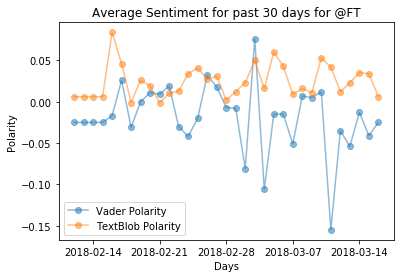 Average Sentiment for past 30 days for @FT
Polarity
0.05
0.00
−0.05
−0.10
−0.15
Vader Polarity
TextBlob Polarity
2018-02-14 2018-02-21 2018-02-28 2018-03-07 2018-03-14
Days